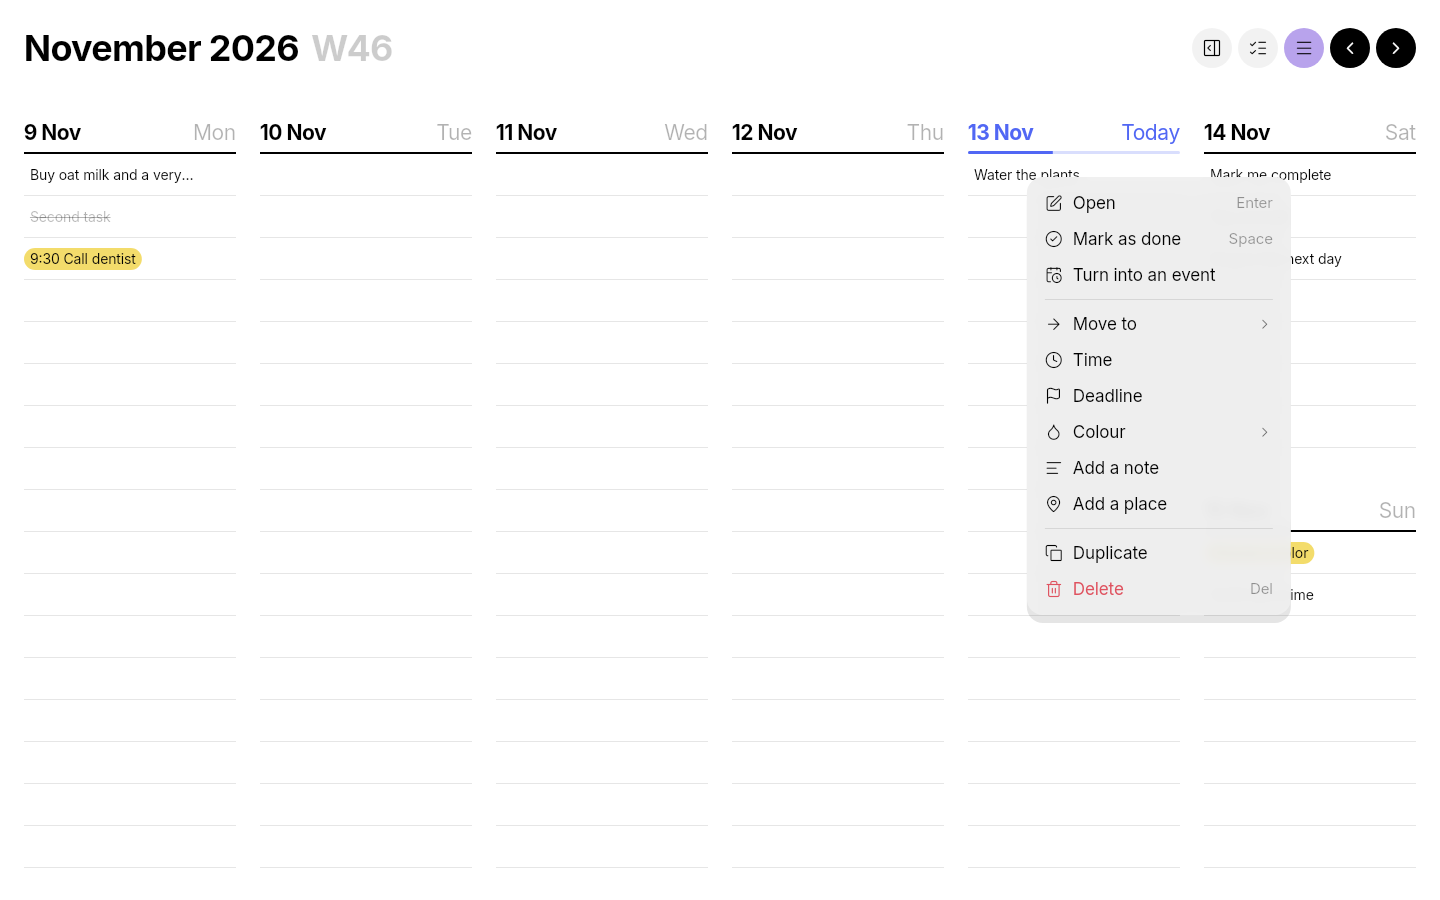 November 2026 W46
9 Nov Mon
10 Nov Tue
11 Nov Wed
12 Nov Thu
13 Nov Today
14 Nov Sat
Buy oat milk and a very...
Second task
9:30 Call dentist
Water the plants
Mark me complete
next day
Sun
lor
ime
Open Enter
Mark as done Space
Turn into an event
Move to
Time
Deadline
Colour
Add a note
Add a place
Duplicate
Delete Del